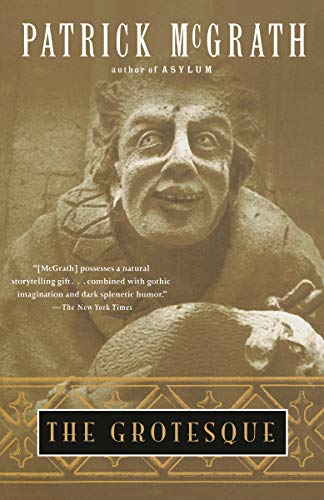 PATRICK McGRATH
author of ASYLUM
“[McGrath] possesses a natural
storytelling gift . . . combined with gothic
imagination and dark splenetic humor.”
—The New York Times
THE GROTESQUE